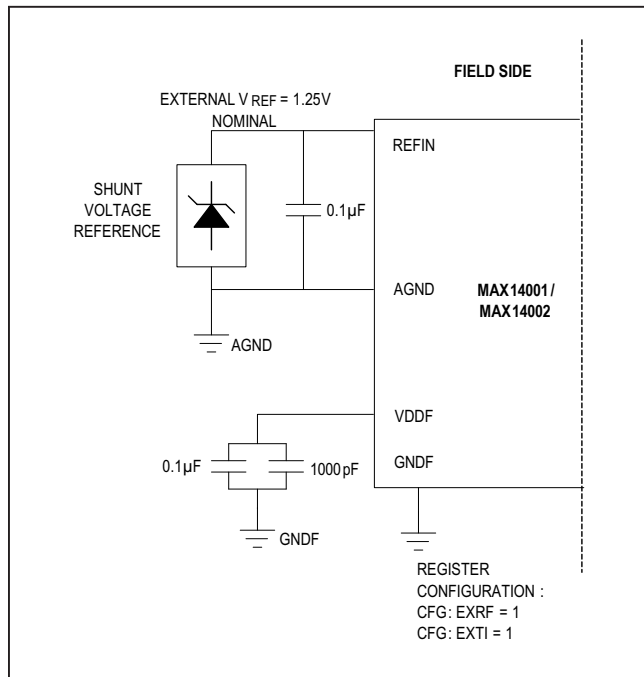 FIELD SIDE
EXTERNAL V REF = 1.25V
NOMINAL
REFIN
SHUNT
VOLTAGE
REFERENCE
0.1µF
AGND
MAX14001/
MAX14002
AGND
VDDF
0.1µF
1000pF
GNDF
GNDF
REGISTER
CONFIGURATION :
CFG: EXRF = 1
CFG: EXTI = 1